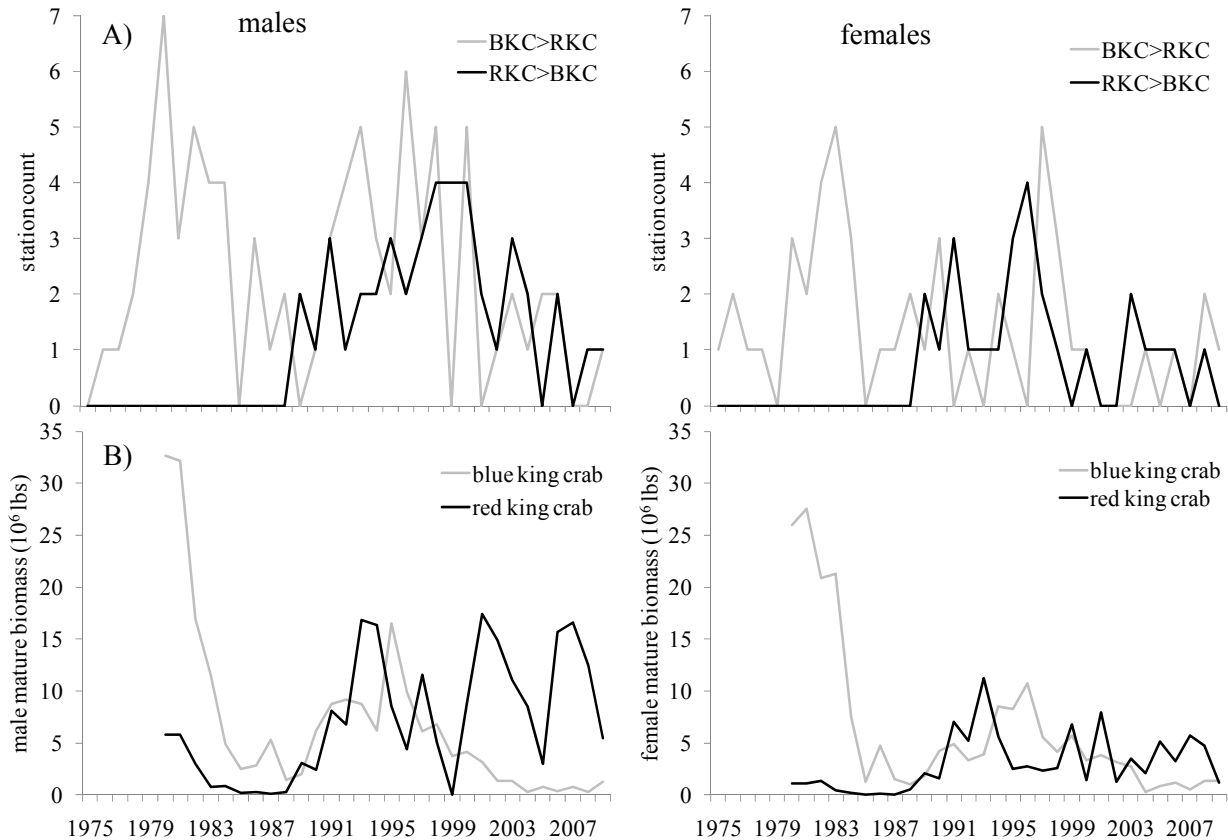 A)
males
BKC>RKC
RKC>BKC
station count
7
6
5
4
3
2
1
0
females
BKC>RKC
RKC>BKC
station count
7
6
5
4
3
2
1
0
B)
blue king crab
red king crab
male mature biomass (10⁶ lbs)
35
30
25
20
15
10
5
0
1975 1979 1983 1987 1991 1995 1999 2003 2007
blue king crab
red king crab
female mature biomass (10⁶ lbs)
35
30
25
20
15
10
5
0
1975 1979 1983 1987 1991 1995 1999 2003 2007